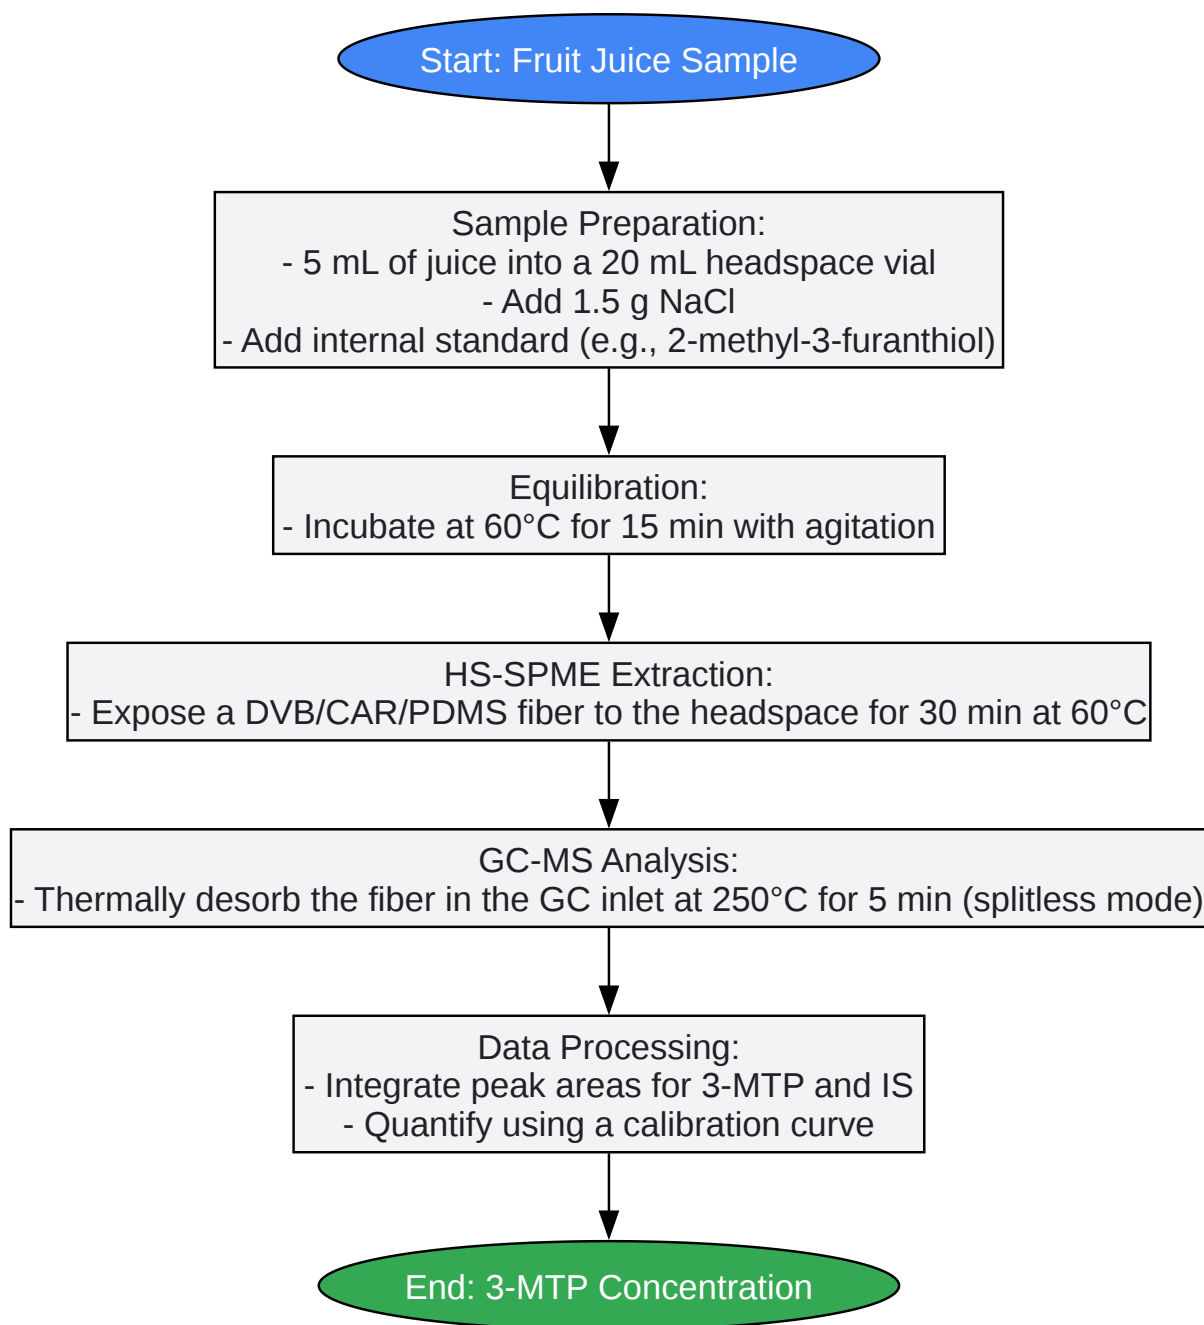 Start: Fruit Juice Sample
Sample Preparation:
- 5 mL of juice into a 20 mL headspace vial
- Add 1.5 g NaCl
- Add internal standard (e.g., 2-methyl-3-furanthiol)
Equilibration:
- Incubate at 60°C for 15 min with agitation
HS-SPME Extraction:
- Expose a DVB/CAR/PDMS fiber to the headspace for 30 min at 60°C
GC-MS Analysis:
- Thermally desorb the fiber in the GC inlet at 250°C for 5 min (splitless mode)
Data Processing:
- Integrate peak areas for 3-MTP and IS
- Quantify using a calibration curve
End: 3-MTP Concentration